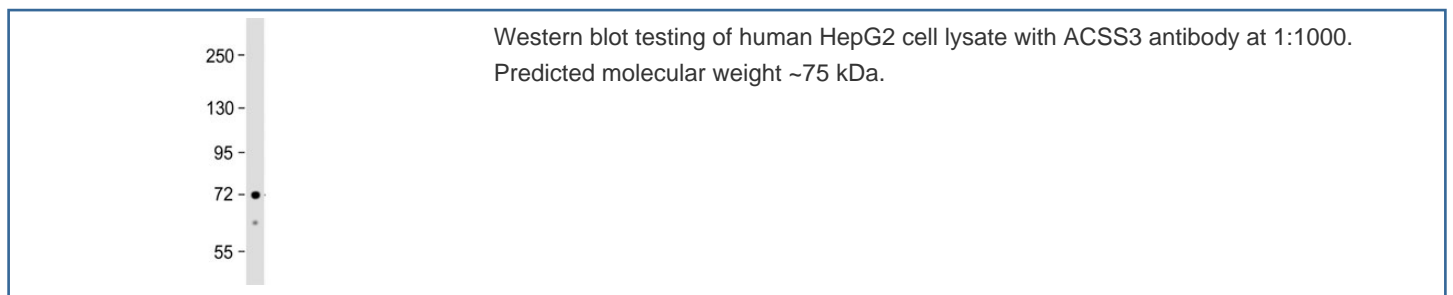 Western blot testing of human HepG2 cell lysate with ACSS3 antibody at 1:1000.
Predicted molecular weight ~75 kDa.
250 -
130 -
95 -
72 -
55 -